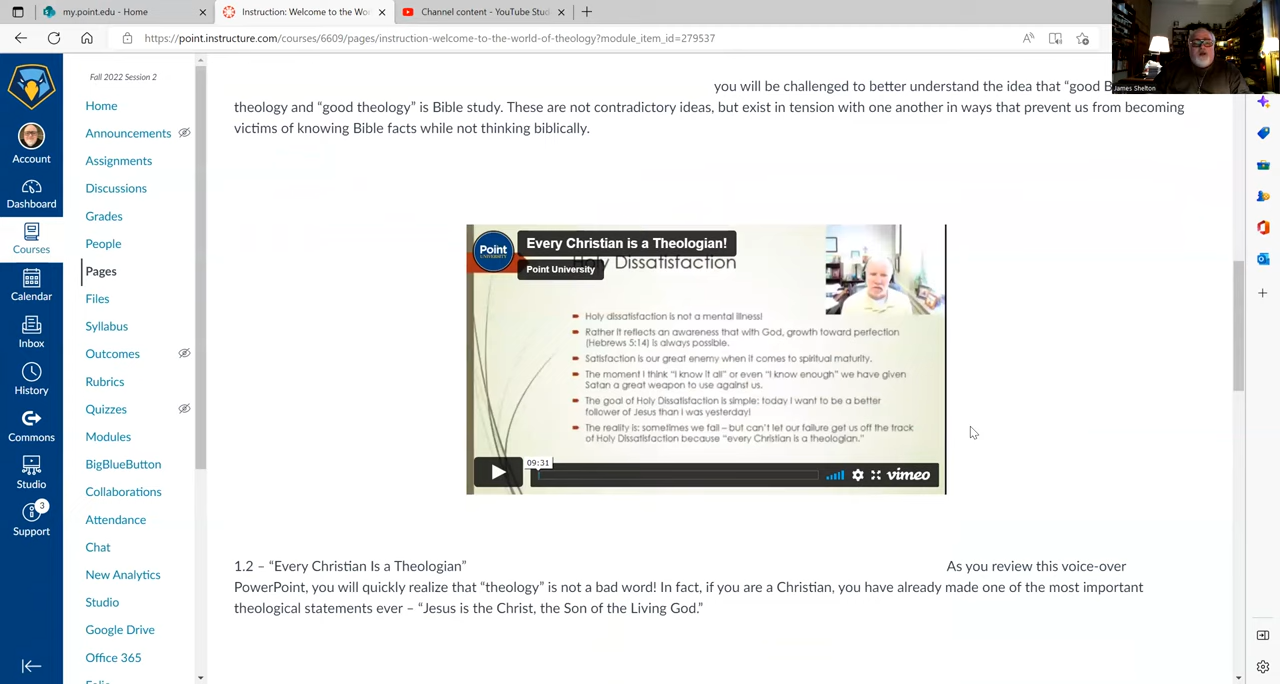 my.point.edu - Home
Instruction: Welcome to the Wo
Channel content - YouTube Stu
https://point.instructure.com/courses/6609/pages/instruction-welcome-to-the-world-of-theology?module_item_id=279537
James Shelton
Account
Dashboard
Courses
Calendar
Inbox
History
Commons
Studio
3
Support
Fall 2022 Session 2
Home
Announcements
Assignments
Discussions
Grades
People
Pages
Files
Syllabus
Outcomes
Rubrics
Quizzes
Modules
BigBlueButton
Collaborations
Attendance
Chat
New Analytics
Studio
Google Drive
Office 365
you will be challenged to better understand the idea that “good
theology and “good theology” is Bible study. These are not contradictory ideas, but exist in tension with one another in ways that prevent us from becoming
victims of knowing Bible facts while not thinking biblically.
Point
UNIVERSITY
Every Christian is a Theologian!
Point University
Holy Dissatisfaction
Holy dissatisfaction is not a mental illness!
Rather it reflects an awareness that with God, growth toward perfection
(Hebrews 5:14) is always possible.
Satisfaction is our great enemy when it comes to spiritual maturity.
The moment I think “I know it all” or even “I know enough” we have given
Satan a great weapon to use against us.
The goal of Holy Dissatisfaction is simple: today I want to be a better
follower of Jesus than I was yesterday!
The reality is: sometimes we fail – but can’t let our failure get us off the track
of Holy Dissatisfaction because “every Christian is a theologian.”
09:31
vimeo
1.2 – “Every Christian Is a Theologian” As you review this voice-over
PowerPoint, you will quickly realize that “theology” is not a bad word! In fact, if you are a Christian, you have already made one of the most important
theological statements ever – “Jesus is the Christ, the Son of the Living God.”